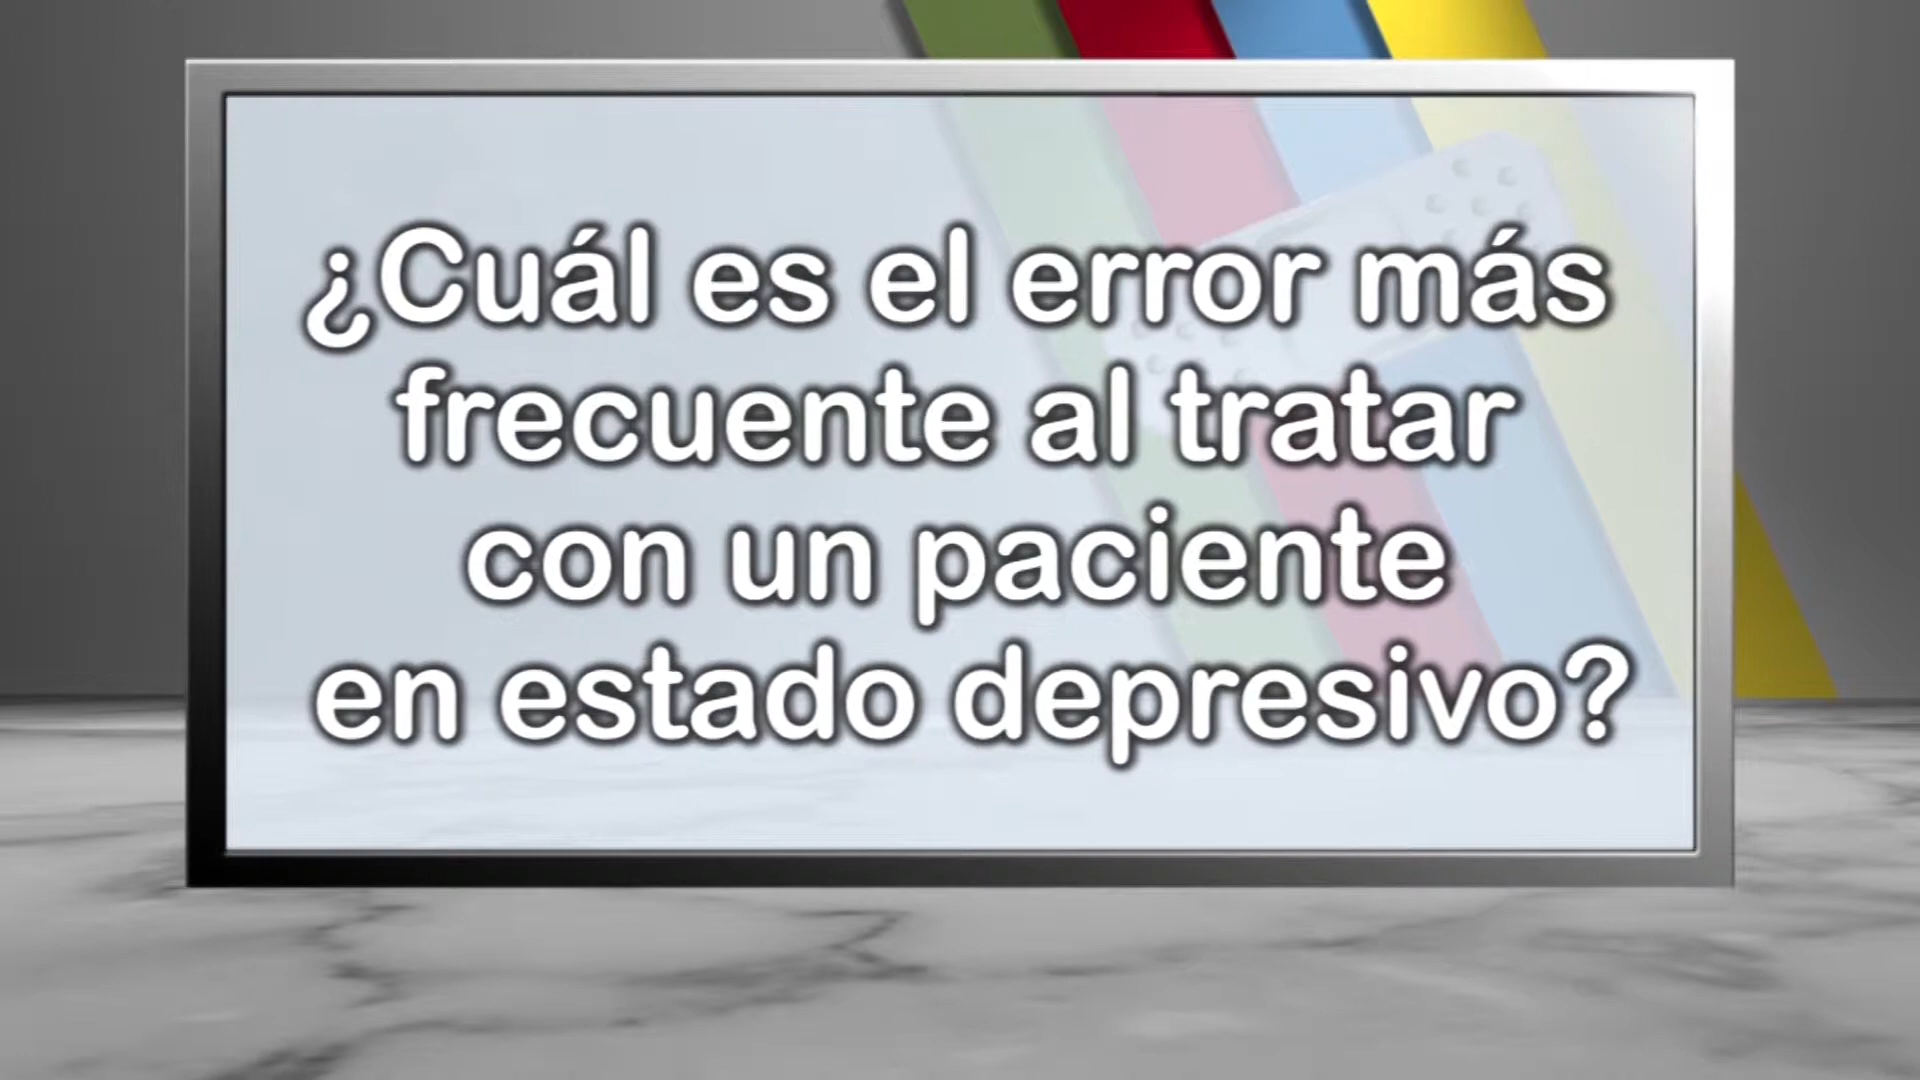 ¿Cuál es el error más
frecuente al tratar
con un paciente
en estado depresivo?